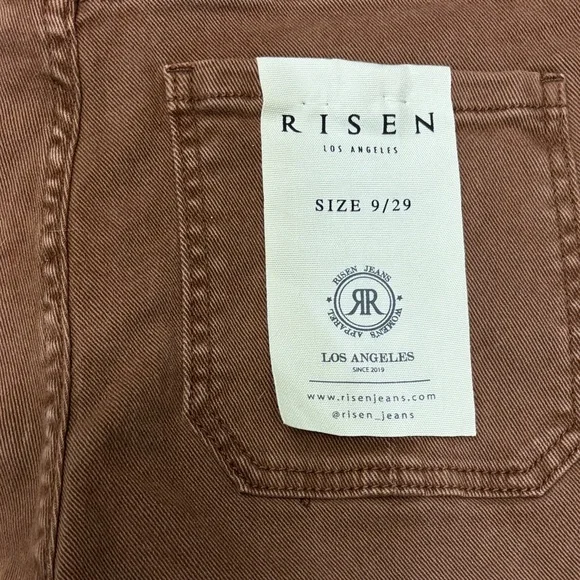 RISEN
LOS ANGELES
SIZE 9/29
RISEN JEANS
RR
WOMEN'S APPAREL
LOS ANGELES
SINCE 2019
www.risenjeans.com
@risen_jeans